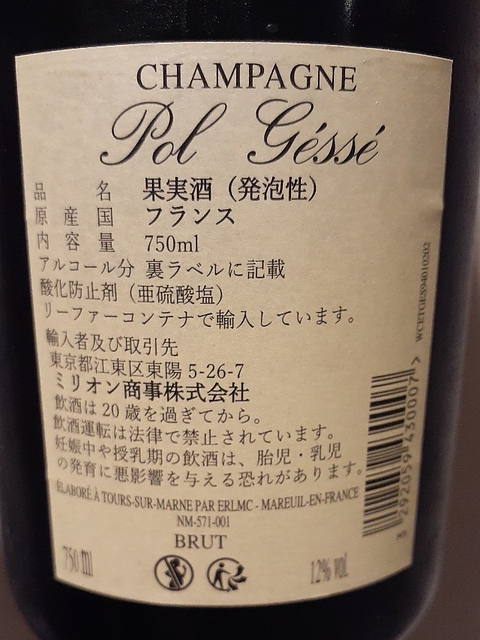 CHAMPAGNE
Pol Géssé
品名 果実酒（発泡性）
原産国 フランス
内容量 750ml
アルコール分 裏ラベルに記載
酸化防止剤（亜硫酸塩）
リーファーコンテナで輸入しています。
輸入者及び取引先
東京都江東区東陽 5-26-7
ミリオン商事株式会社
飲酒は 20 歳を過ぎてから。
飲酒運転は法律で禁止されています。
妊娠中や授乳期の飲酒は、胎児・乳児
の発育に悪影響を与える恐れがあります。
ÉLABORÉ À TOURS-SUR-MARNE PAR ERLMC - MAREUIL-EN-FRANCE
NM-571-001
BRUT
750 ml
12% vol.